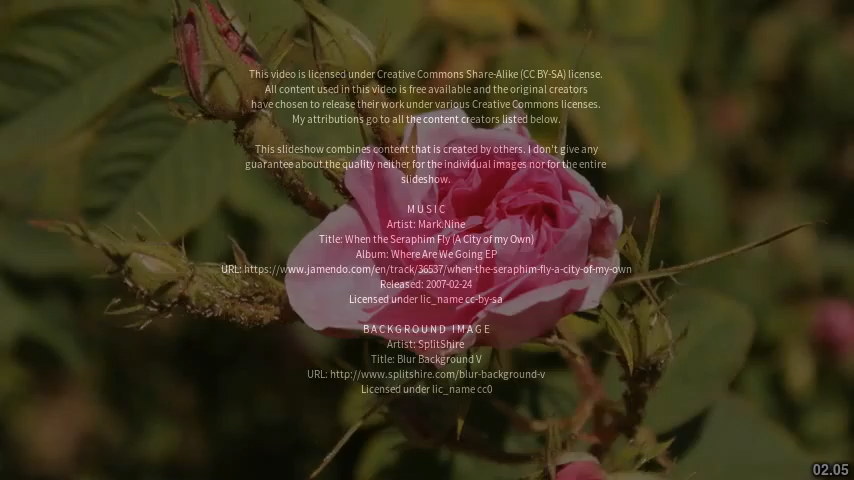 This video is licensed under Creative Commons Share-Alike (CC BY-SA) license.
All content used in this video is free available and the original creators
have chosen to release their work under various Creative Commons licenses.
My attributions go to all the content creators listed below.
This slideshow combines content that is created by others. I don't give any
guarantee about the quality neither for the individual images nor for the entire
slideshow.
MUSIC
Artist: Mark.Nine
Title: When the Seraphim Fly (A City of my Own)
Album: Where Are We Going EP
URL: https://www.jamendo.com/en/track/36537/when-the-seraphim-fly-a-city-of-my-own
Released: 2007-02-24
Licensed under lic_name cc-by-sa
BACKGROUND IMAGE
Artist: SplitShire
Title: Blur Background V
URL: http://www.splitshire.com/blur-background-v
Licensed under lic_name cc0
02.05